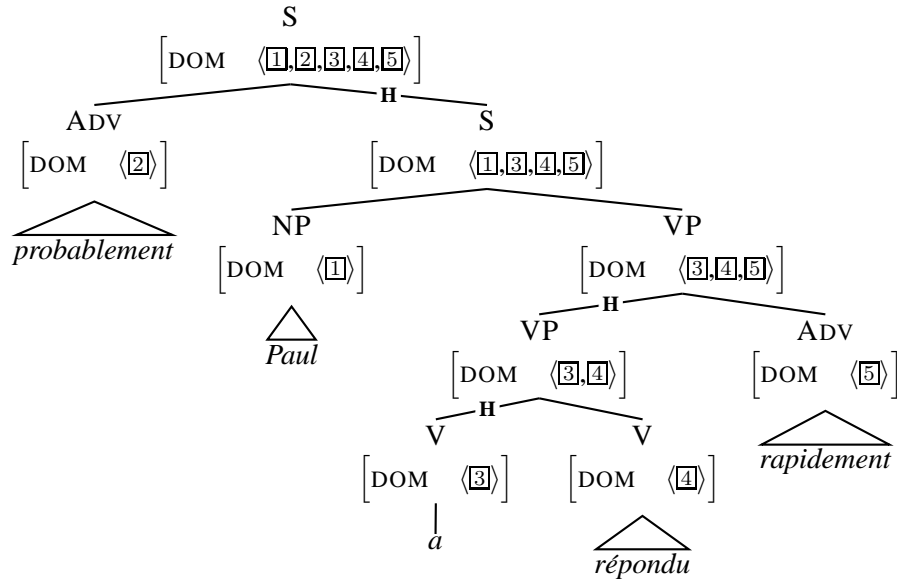 S
[DOM ⟨1,2,3,4,5⟩]
H
ADV S
[DOM ⟨2⟩] [DOM ⟨1,3,4,5⟩]
probablement NP VP
[DOM ⟨1⟩] [DOM ⟨3,4,5⟩]
H
Paul VP ADV
[DOM ⟨3,4⟩] [DOM ⟨5⟩]
H
V V rapidement
[DOM ⟨3⟩] [DOM ⟨4⟩]
a répondu